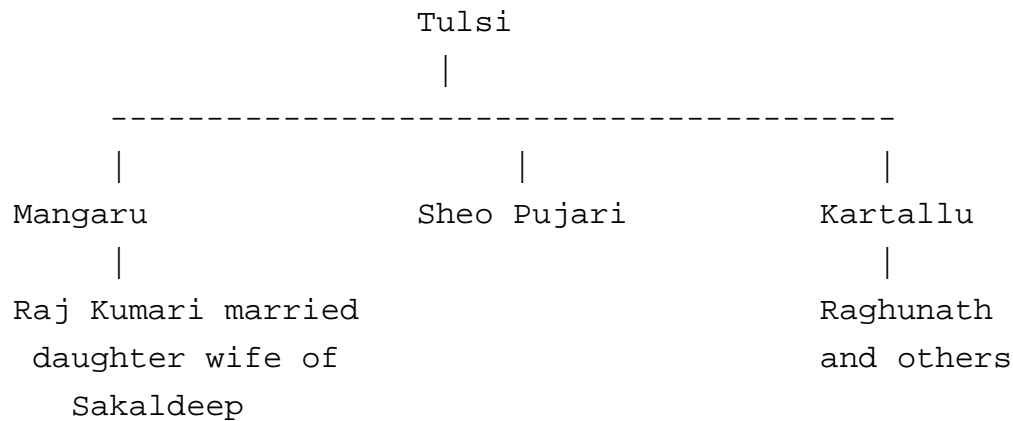 Tulsi
|
-----------------------------------------
| | |
Mangaru Sheo Pujari Kartallu
| |
Raj Kumari married Raghunath
daughter wife of and others
Sakaldeep